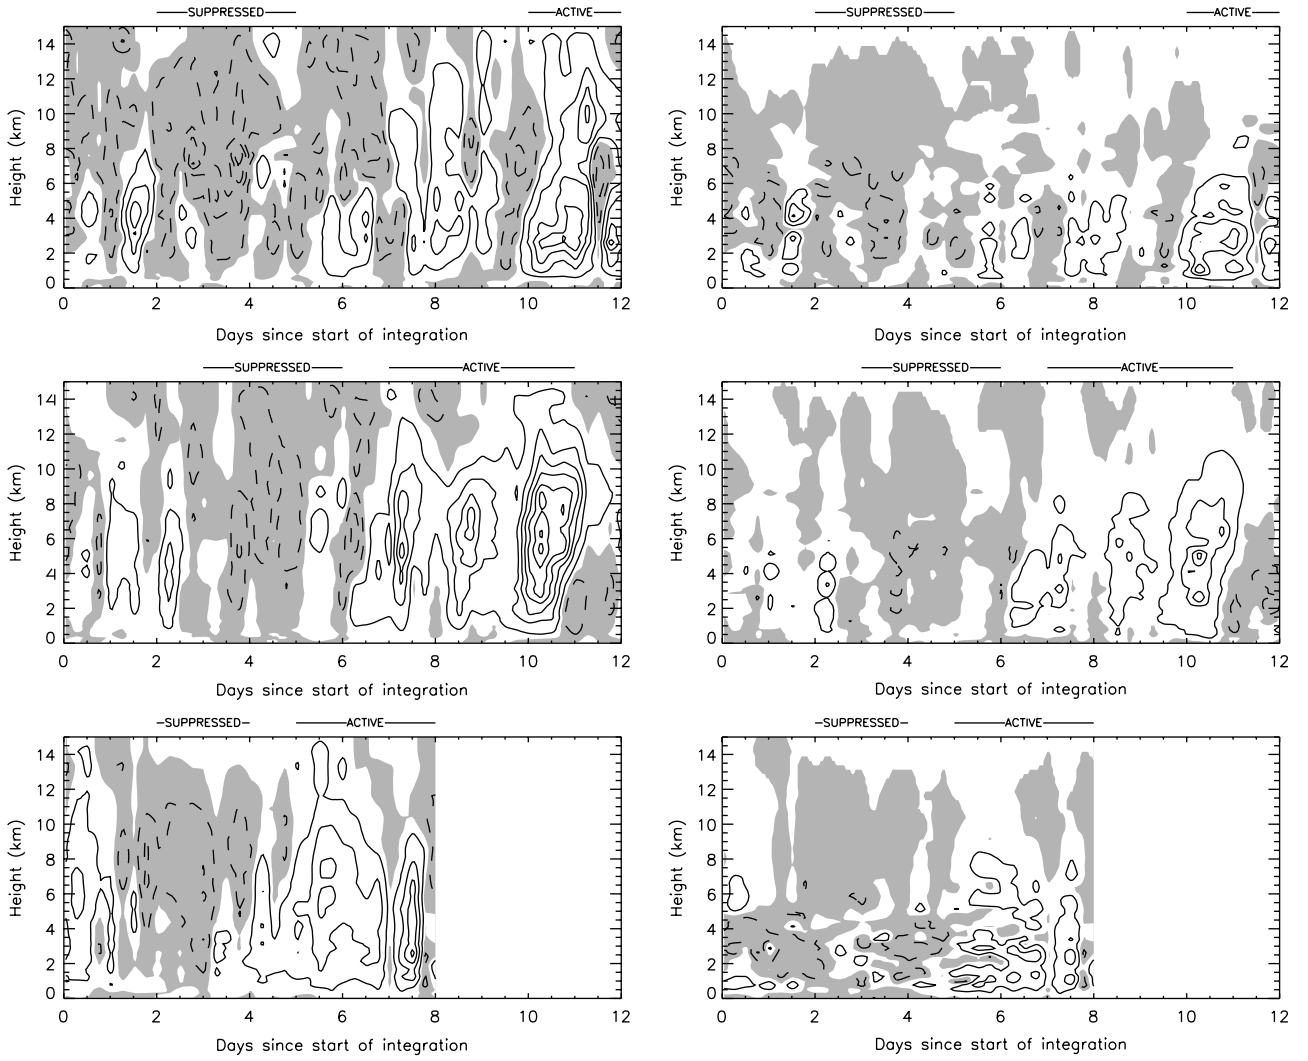 SUPPRESSED ACTIVE SUPPRESSED ACTIVE
14 14
12 12
10 10
Height (km) Height (km)
8 8
6 6
4 4
2 2
0 0
0 2 4 6 8 10 12 0 2 4 6 8 10 12
Days since start of integration Days since start of integration
SUPPRESSED ACTIVE SUPPRESSED ACTIVE
14 14
12 12
10 10
Height (km) Height (km)
8 8
6 6
4 4
2 2
0 0
0 2 4 6 8 10 12 0 2 4 6 8 10 12
Days since start of integration Days since start of integration
SUPPRESSED ACTIVE SUPPRESSED ACTIVE
14 14
12 12
10 10
Height (km) Height (km)
8 8
6 6
4 4
2 2
0 0
0 2 4 6 8 10 12 0 2 4 6 8 10 12
Days since start of integration Days since start of integration